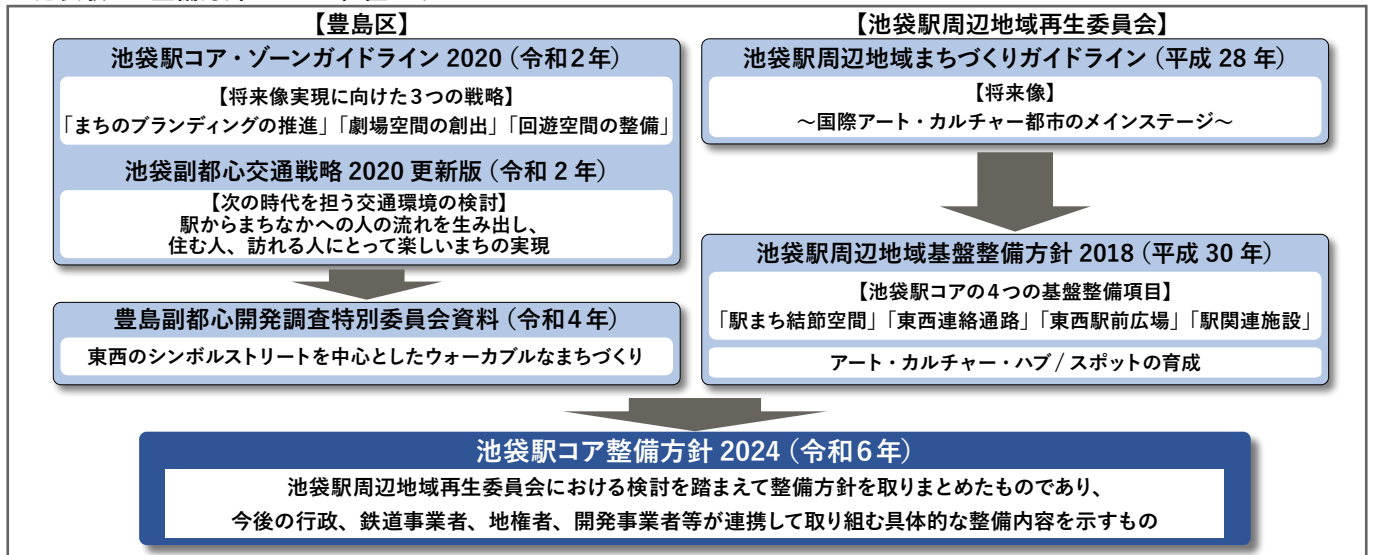 【豊島区】
池袋駅コア・ゾーンガイドライン 2020（令和２年）
【将来像実現に向けた３つの戦略】
「まちのブランディングの推進」「劇場空間の創出」「回遊空間の整備」
池袋副都心交通戦略 2020 更新版（令和 2 年）
【次の時代を担う交通環境の検討】
駅からまちなかへの人の流れを生み出し、
住む人、訪れる人にとって楽しいまちの実現
豊島副都心開発調査特別委員会資料（令和４年）
東西のシンボルストリートを中心としたウォーカブルなまちづくり
【池袋駅周辺地域再生委員会】
池袋駅周辺地域まちづくりガイドライン（平成 28 年）
【将来像】
～国際アート・カルチャー都市のメインステージ～
池袋駅周辺地域基盤整備方針 2018（平成 30 年）
【池袋駅コアの４つの基盤整備項目】
「駅まち結節空間」「東西連絡通路」「東西駅前広場」「駅関連施設」
アート・カルチャー・ハブ / スポットの育成
池袋駅コア整備方針 2024（令和６年）
池袋駅周辺地域再生委員会における検討を踏まえて整備方針を取りまとめたものであり、
今後の行政、鉄道事業者、地権者、開発事業者等が連携して取り組む具体的な整備内容を示すもの